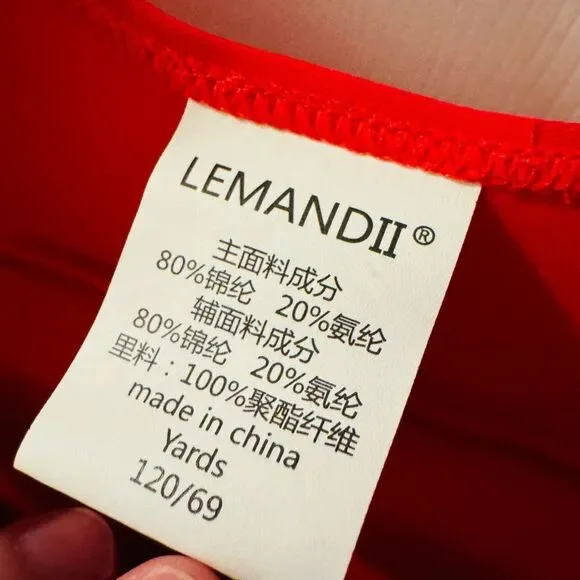 LEMANDII®
主面料成分
80%锦纶 20%氨纶
辅面料成分
80%锦纶 20%氨纶
里料：100%聚酯纤维
made in china
Yards
120/69